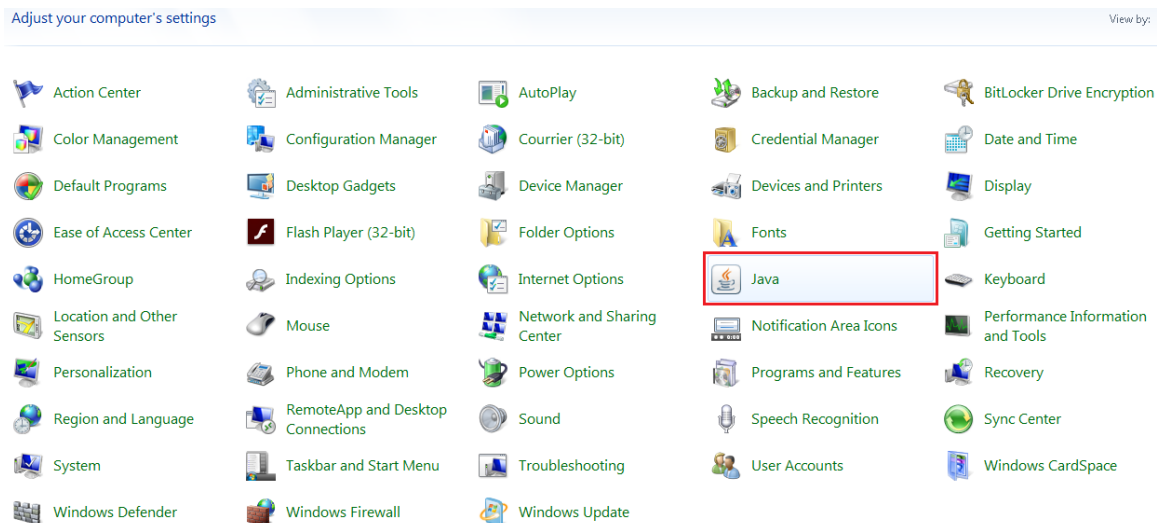 Adjust your computer's settings
View by:
Action Center
Administrative Tools
AutoPlay
Backup and Restore
BitLocker Drive Encryption
Color Management
Configuration Manager
Courrier (32-bit)
Credential Manager
Date and Time
Default Programs
Desktop Gadgets
Device Manager
Devices and Printers
Display
Ease of Access Center
Flash Player (32-bit)
Folder Options
Fonts
Getting Started
HomeGroup
Indexing Options
Internet Options
Java
Keyboard
Location and Other
Sensors
Mouse
Network and Sharing
Center
Notification Area Icons
Performance Information
and Tools
Personalization
Phone and Modem
Power Options
Programs and Features
Recovery
Region and Language
RemoteApp and Desktop
Connections
Sound
Speech Recognition
Sync Center
System
Taskbar and Start Menu
Troubleshooting
User Accounts
Windows CardSpace
Windows Defender
Windows Firewall
Windows Update